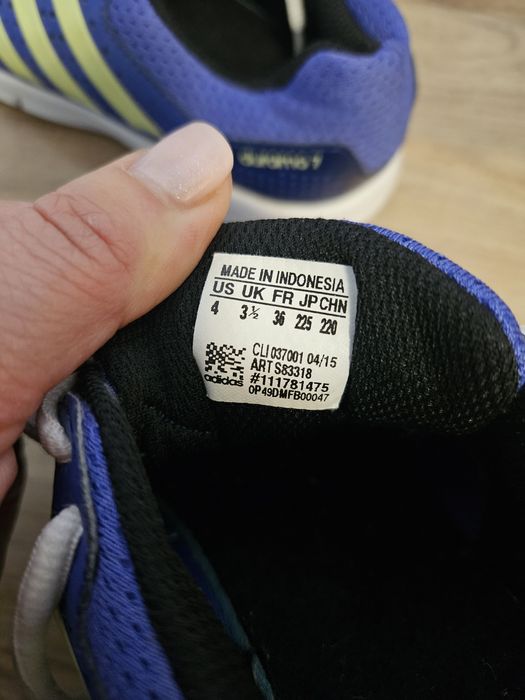 duramo 7
MADE IN INDONESIA
US UK FR JP CHN
4 3½ 36 225 220
CLI 037001 04/15
ART S83318
#111781475
adidas 0P49DMFB00047